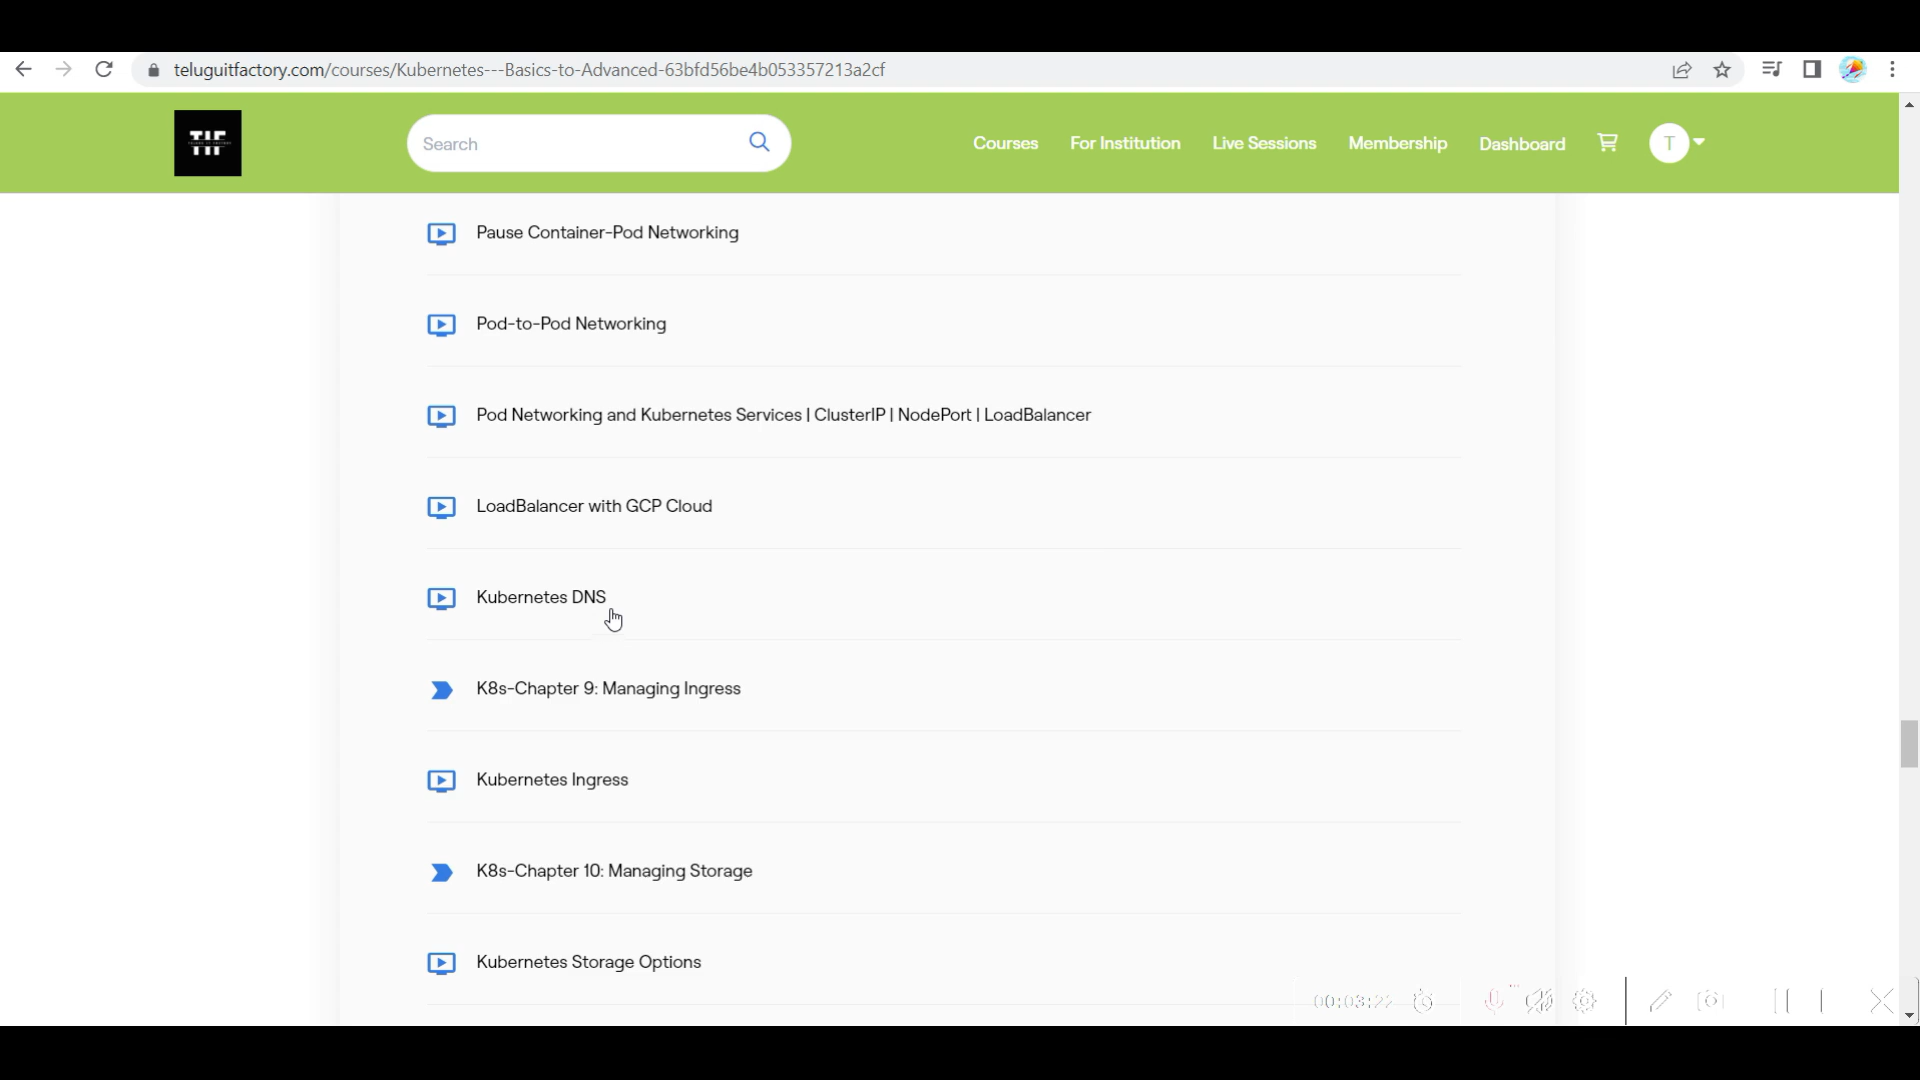 teluguitfactory.com/courses/Kubernetes---Basics-to-Advanced-63bfd56be4b053357213a2cf
TIF
Search
Courses
For Institution
Live Sessions
Membership
Dashboard
T
Pause Container-Pod Networking
Pod-to-Pod Networking
Pod Networking and Kubernetes Services | ClusterIP | NodePort | LoadBalancer
LoadBalancer with GCP Cloud
Kubernetes DNS
K8s-Chapter 9: Managing Ingress
Kubernetes Ingress
K8s-Chapter 10: Managing Storage
Kubernetes Storage Options
00:03:22